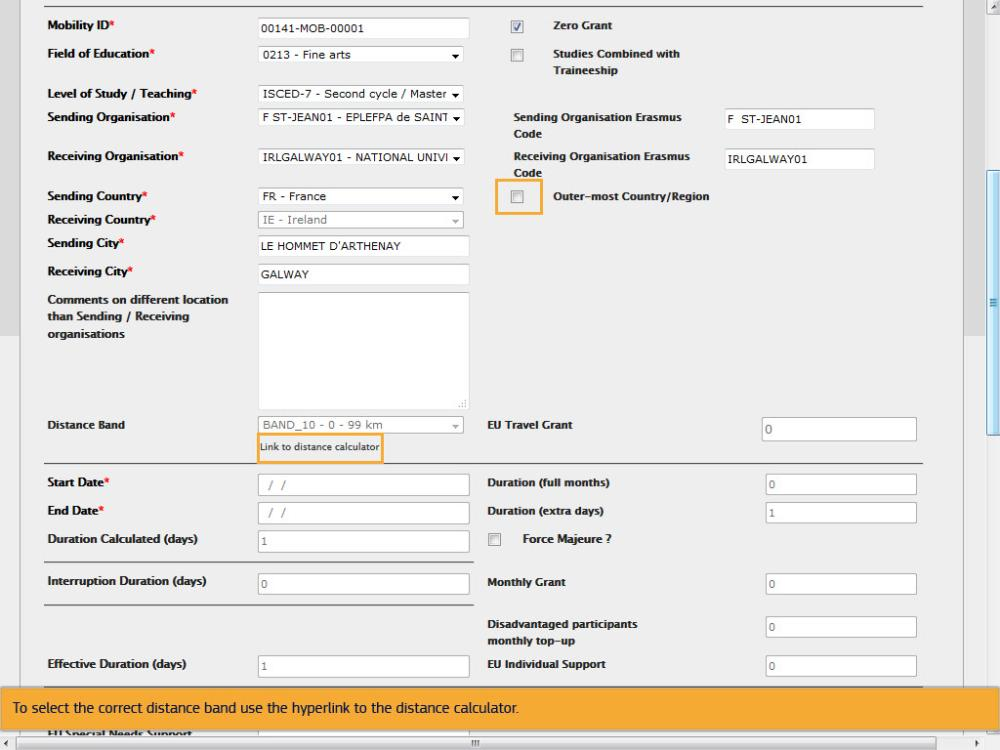 Mobility ID* 00141-MOB-00001 Zero Grant
Field of Education* 0213 - Fine arts Studies Combined with
Traineeship
Level of Study / Teaching* ISCED-7 - Second cycle / Master
Sending Organisation* F ST-JEAN01 - EPLEFPA de SAINT Sending Organisation Erasmus F ST-JEAN01
Code
Receiving Organisation* IRLGALWAY01 - NATIONAL UNIVI Receiving Organisation Erasmus IRLGALWAY01
Code
Sending Country* FR - France Outer-most Country/Region
Receiving Country* IE - Ireland
Sending City* LE HOMMET D'ARTHENAY
Receiving City* GALWAY
Comments on different location
than Sending / Receiving
organisations
Distance Band BAND_10 - 0 - 99 km EU Travel Grant 0
Link to distance calculator
Start Date* / / Duration (full months) 0
End Date* / / Duration (extra days) 1
Duration Calculated (days) 1 Force Majeure ?
Interruption Duration (days) 0 Monthly Grant 0
Disadvantaged participants 0
monthly top-up
Effective Duration (days) 1 EU Individual Support 0
To select the correct distance band use the hyperlink to the distance calculator.
EU Special Needs Support